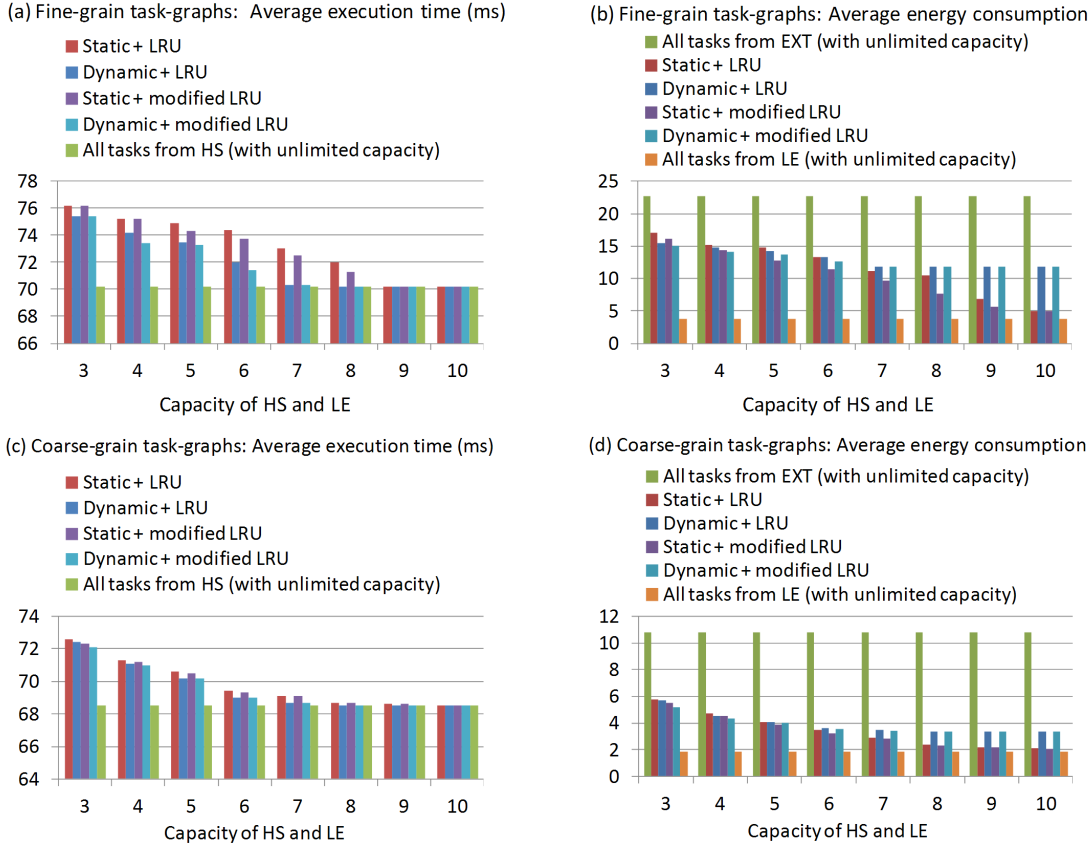 (a) Fine-grain task-graphs: Average execution time (ms)
Static + LRU
Dynamic + LRU
Static + modified LRU
Dynamic + modified LRU
All tasks from HS (with unlimited capacity)
78
76
74
72
70
68
66
3 4 5 6 7 8 9 10
Capacity of HS and LE
(b) Fine-grain task-graphs: Average energy consumption
All tasks from EXT (with unlimited capacity)
Static + LRU
Dynamic + LRU
Static + modified LRU
Dynamic + modified LRU
All tasks from LE (with unlimited capacity)
25
20
15
10
5
0
3 4 5 6 7 8 9 10
Capacity of HS and LE
(c) Coarse-grain task-graphs: Average execution time (ms)
Static + LRU
Dynamic + LRU
Static + modified LRU
Dynamic + modified LRU
All tasks from HS (with unlimited capacity)
74
72
70
68
66
64
3 4 5 6 7 8 9 10
Capacity of HS and LE
(d) Coarse-grain task-graphs: Average energy consumption
All tasks from EXT (with unlimited capacity)
Static + LRU
Dynamic + LRU
Static + modified LRU
Dynamic + modified LRU
All tasks from LE (with unlimited capacity)
12
10
8
6
4
2
0
3 4 5 6 7 8 9 10
Capacity of HS and LE